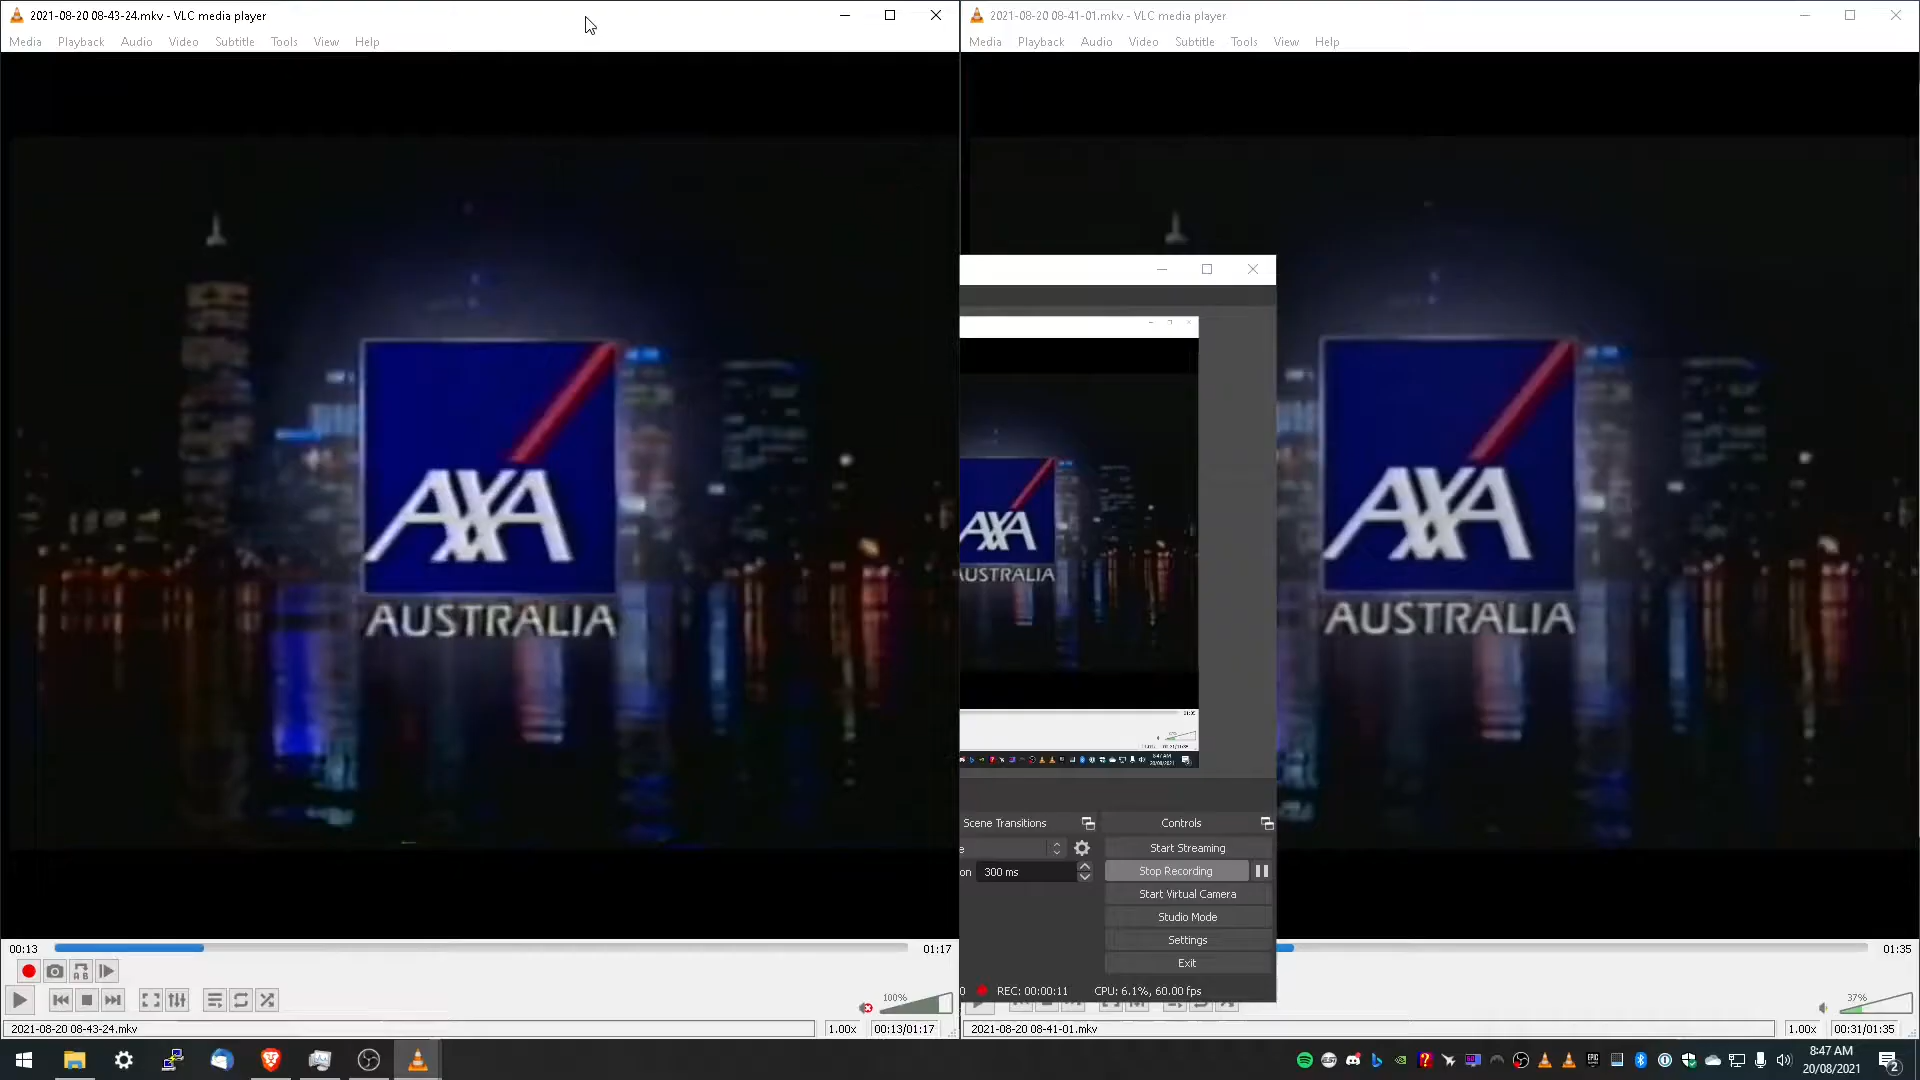 2021-08-20 08-43-24.mkv - VLC media player
Media Playback Audio Video Subtitle Tools View Help
AXA
AUSTRALIA
00:13
01:17
100%
2021-08-20 08-43-24.mkv
1.00x
00:13/01:17
2021-08-20 08-41-01.mkv - VLC media player
Media Playback Audio Video Subtitle Tools View Help
AXA
AUSTRALIA
AXA
AUSTRALIA
Scene Transitions
300 ms
Controls
Start Streaming
Stop Recording
Start Virtual Camera
Studio Mode
Settings
Exit
REC: 00:00:11
CPU: 6.1%, 60.00 fps
01:35
37%
2021-08-20 08-41-01.mkv
1.00x
00:31/01:35
8:47 AM
20/08/2021
2